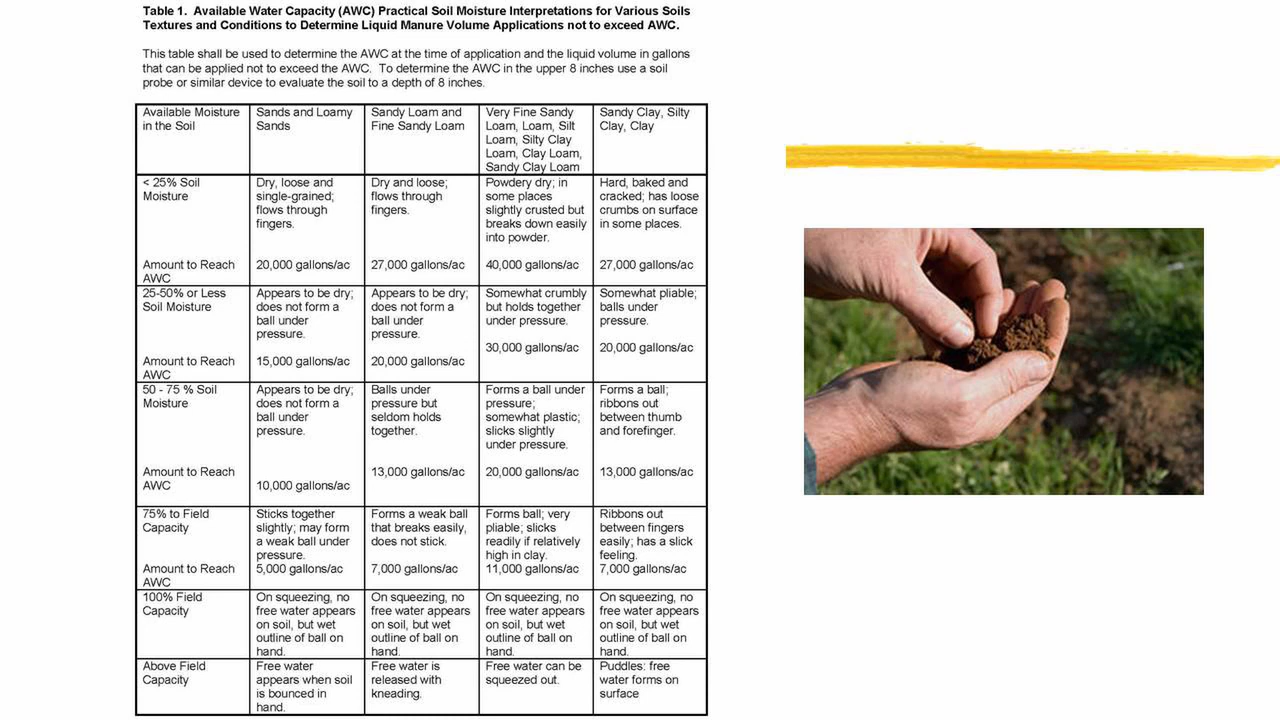 Table 1. Available Water Capacity (AWC) Practical Soil Moisture Interpretations for Various Soils
Textures and Conditions to Determine Liquid Manure Volume Applications not to exceed AWC.
This table shall be used to determine the AWC at the time of application and the liquid volume in gallons
that can be applied not to exceed the AWC. To determine the AWC in the upper 8 inches use a soil
probe or similar device to evaluate the soil to a depth of 8 inches.
Available Moisture
in the Soil
Sands and Loamy
Sands
Sandy Loam and
Fine Sandy Loam
Very Fine Sandy
Loam, Loam, Silt
Loam, Silty Clay
Loam, Clay Loam,
Sandy Clay Loam
Sandy Clay, Silty
Clay, Clay
< 25% Soil
Moisture
Amount to Reach
AWC
Dry, loose and
single-grained;
flows through
fingers.
20,000 gallons/ac
Dry and loose;
flows through
fingers.
27,000 gallons/ac
Powdery dry; in
some places
slightly crusted but
breaks down easily
into powder.
40,000 gallons/ac
Hard, baked and
cracked; has loose
crumbs on surface
in some places.
27,000 gallons/ac
25-50% or Less
Soil Moisture
Amount to Reach
AWC
Appears to be dry;
does not form a
ball under
pressure.
15,000 gallons/ac
Appears to be dry;
does not form a
ball under
pressure.
20,000 gallons/ac
Somewhat crumbly
but holds together
under pressure.
30,000 gallons/ac
Somewhat pliable;
balls under
pressure.
20,000 gallons/ac
50 - 75 % Soil
Moisture
Amount to Reach
AWC
Appears to be dry;
does not form a
ball under
pressure.
10,000 gallons/ac
Balls under
pressure but
seldom holds
together.
13,000 gallons/ac
Forms a ball under
pressure;
somewhat plastic;
slicks slightly
under pressure.
20,000 gallons/ac
Forms a ball;
ribbons out
between thumb
and forefinger.
13,000 gallons/ac
75% to Field
Capacity
Amount to Reach
AWC
Sticks together
slightly; may form
a weak ball under
pressure.
5,000 gallons/ac
Forms a weak ball
that breaks easily,
does not stick.
7,000 gallons/ac
Forms ball; very
pliable; slicks
readily if relatively
high in clay.
11,000 gallons/ac
Ribbons out
between fingers
easily; has a slick
feeling.
7,000 gallons/ac
100% Field
Capacity
On squeezing, no
free water appears
on soil, but wet
outline of ball on
hand.
On squeezing, no
free water appears
on soil, but wet
outline of ball on
hand.
On squeezing, no
free water appears
on soil, but wet
outline of ball on
hand.
On squeezing, no
free water appears
on soil, but wet
outline of ball on
hand.
Above Field
Capacity
Free water
appears when soil
is bounced in
hand.
Free water is
released with
kneading.
Free water can be
squeezed out.
Puddles: free
water forms on
surface